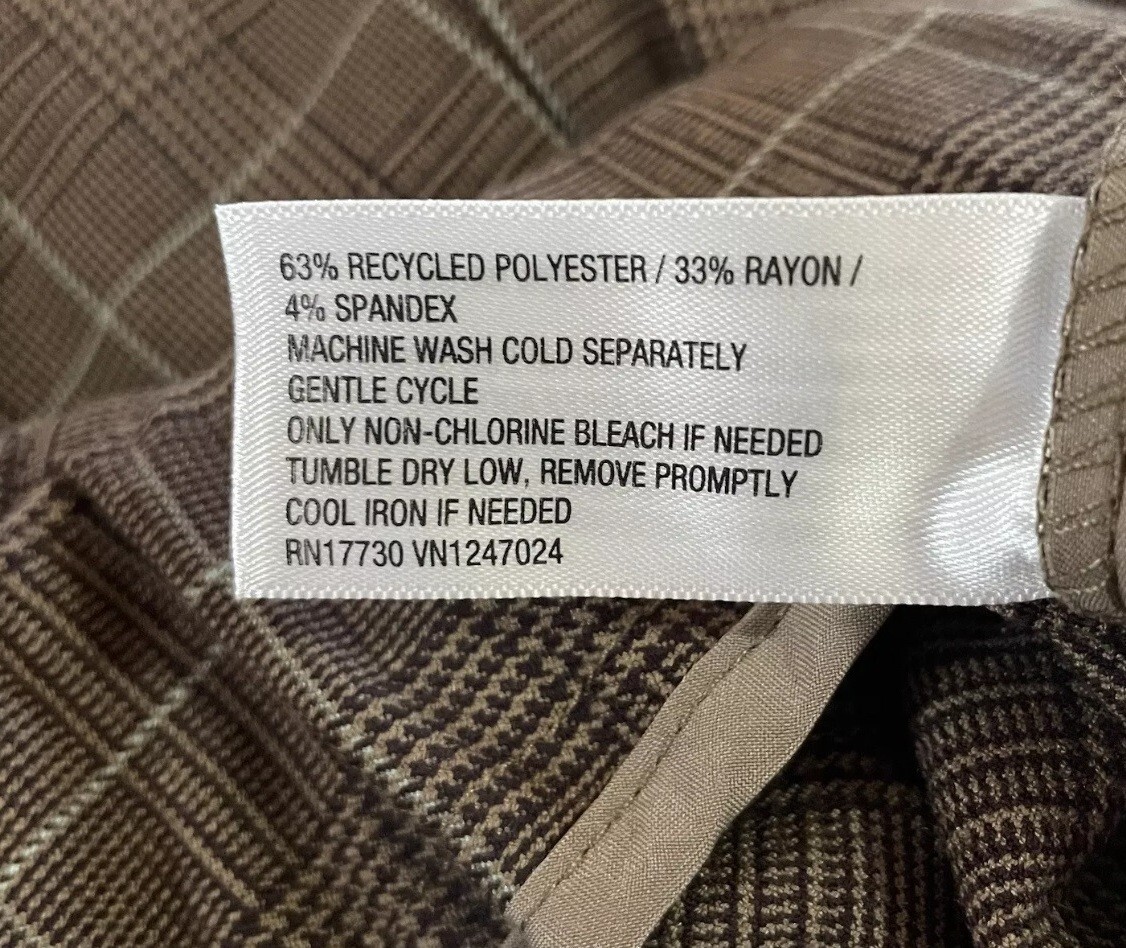 63% RECYCLED POLYESTER / 33% RAYON /
4% SPANDEX
MACHINE WASH COLD SEPARATELY
GENTLE CYCLE
ONLY NON-CHLORINE BLEACH IF NEEDED
TUMBLE DRY LOW, REMOVE PROMPTLY
COOL IRON IF NEEDED
RN17730 VN1247024